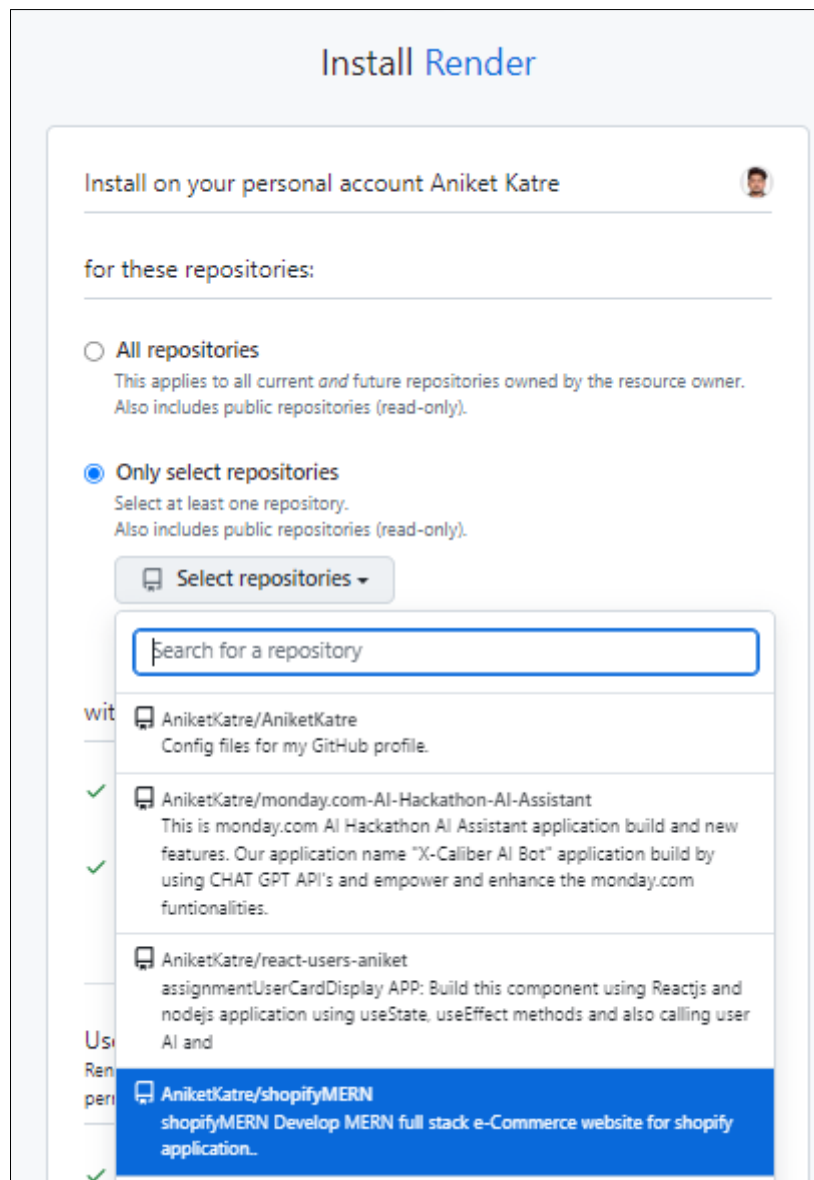 Install Render
Install on your personal account Aniket Katre
for these repositories:
All repositories
This applies to all current and future repositories owned by the resource owner.
Also includes public repositories (read-only).
Only select repositories
Select at least one repository.
Also includes public repositories (read-only).
Select repositories
Search for a repository
AniketKatre/AniketKatre
Config files for my GitHub profile.
AniketKatre/monday.com-AI-Hackathon-AI-Assistant
This is monday.com AI Hackathon AI Assistant application build and new
features. Our application name "X-Caliber AI Bot" application build by
using CHAT GPT API's and empower and enhance the monday.com
funtionalities.
AniketKatre/react-users-aniket
assignmentUserCardDisplay APP: Build this component using Reactjs and
nodejs application using useState, useEffect methods and also calling user
AI and
AniketKatre/shopifyMERN
shopifyMERN Develop MERN full stack e-Commerce website for shopify
application..